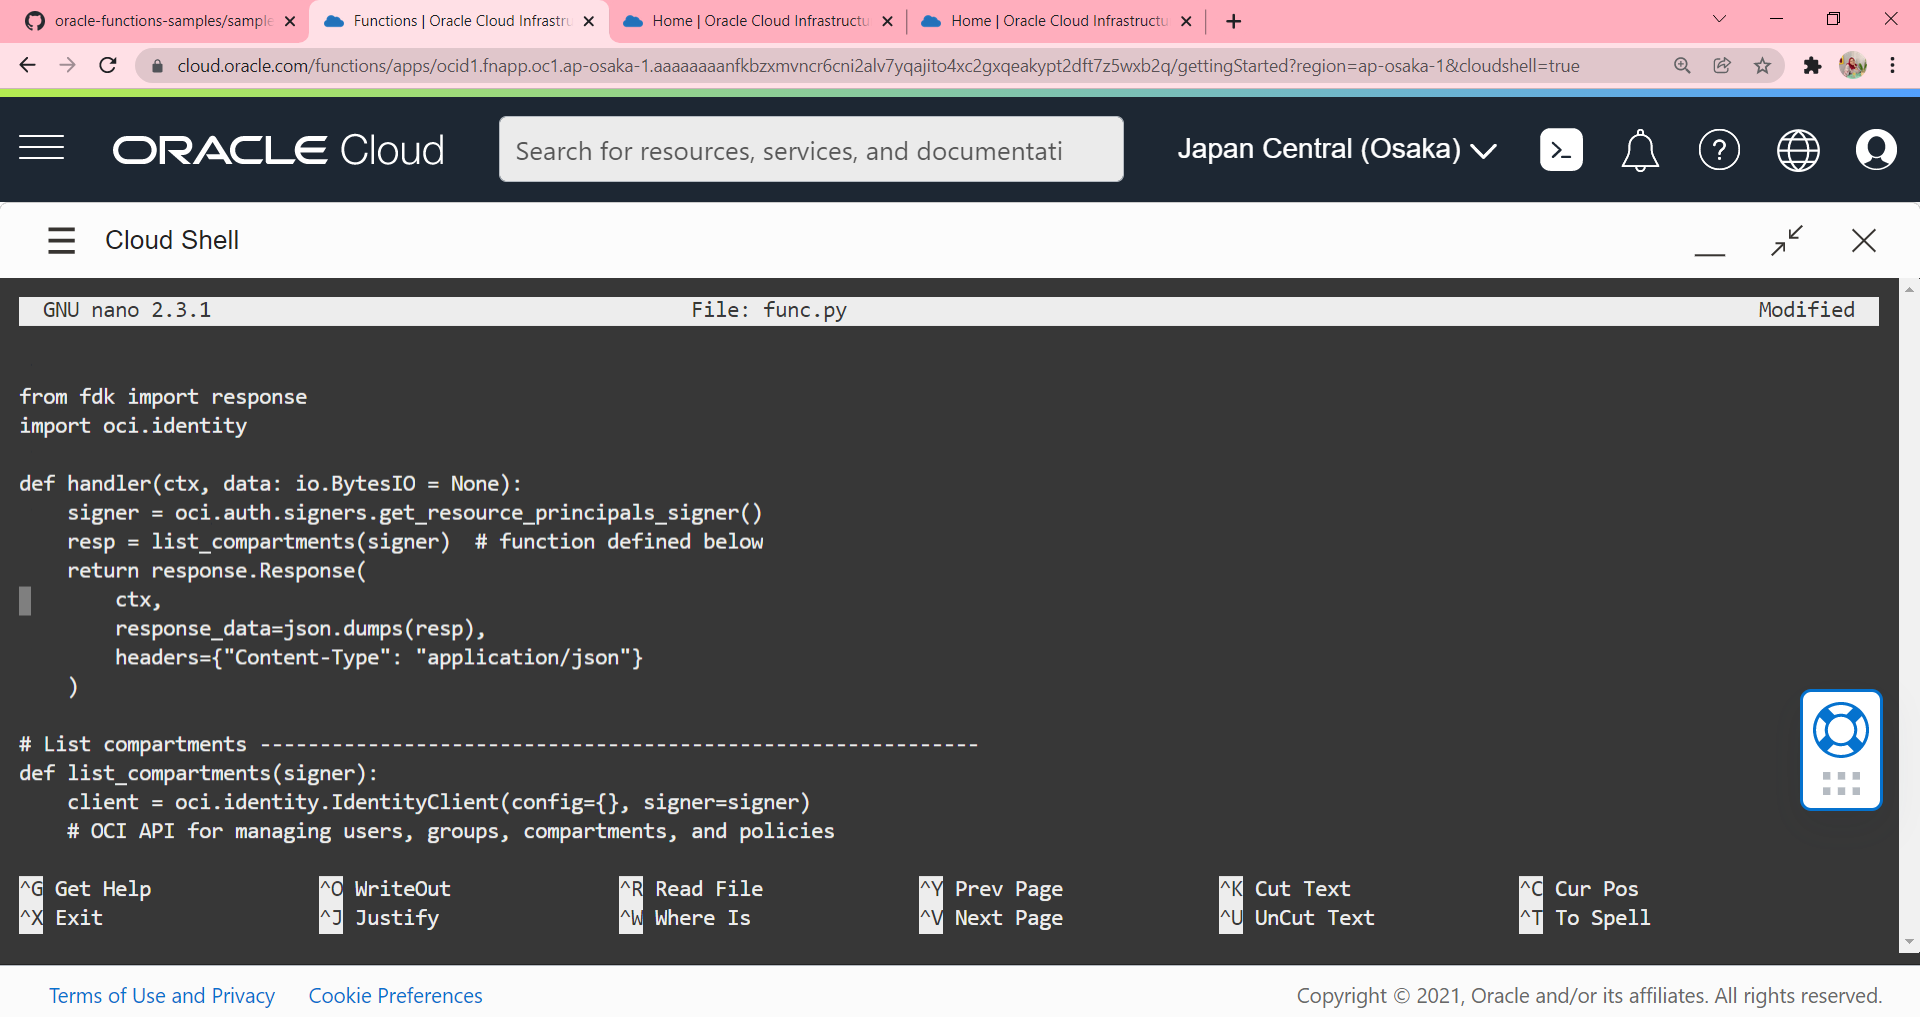 oracle-functions-samples/sample
Functions | Oracle Cloud Infrastru
Home | Oracle Cloud Infrastructu
Home | Oracle Cloud Infrastructu
cloud.oracle.com/functions/apps/ocid1.fnapp.oc1.ap-osaka-1.aaaaaaaanfkbzxmvncr6cni2alv7yqajito4xc2gxqeakypt2dft7z5wxb2q/gettingStarted?region=ap-osaka-1&cloudshell=true
ORACLE Cloud
Search for resources, services, and documentati
Japan Central (Osaka)
Cloud Shell
GNU nano 2.3.1 File: func.py Modified
from fdk import response
import oci.identity
def handler(ctx, data: io.BytesIO = None):
    signer = oci.auth.signers.get_resource_principals_signer()
    resp = list_compartments(signer)  # function defined below
    return response.Response(
        ctx,
        response_data=json.dumps(resp),
        headers={"Content-Type": "application/json"}
    )
# List compartments ------------------------------------------------------------
def list_compartments(signer):
    client = oci.identity.IdentityClient(config={}, signer=signer)
    # OCI API for managing users, groups, compartments, and policies
^G Get Help ^O WriteOut ^R Read File ^Y Prev Page ^K Cut Text ^C Cur Pos
^X Exit ^J Justify ^W Where Is ^V Next Page ^U UnCut Text ^T To Spell
Terms of Use and Privacy Cookie Preferences Copyright © 2021, Oracle and/or its affiliates. All rights reserved.